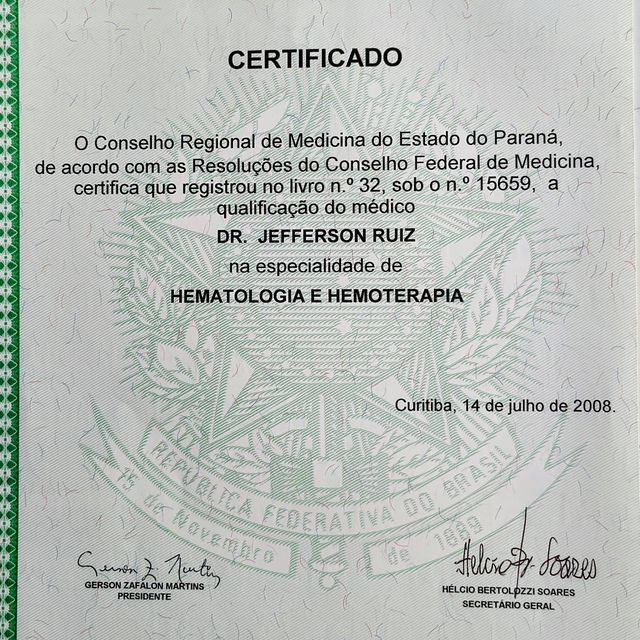 CERTIFICADO
O Conselho Regional de Medicina do Estado do Paraná,
de acordo com as Resoluções do Conselho Federal de Medicina,
certifica que registrou no livro n.º 32, sob o n.º 15659, a
qualificação do médico
DR. JEFFERSON RUIZ
na especialidade de
HEMATOLOGIA E HEMOTERAPIA
Curitiba, 14 de julho de 2008.
REPÚBLICA FEDERATIVA DO BRASIL
15 de Novembro de 1889
GERSON ZAFALON MARTINS
PRESIDENTE
Hélcio B. Soares
HÉLCIO BERTOLOZZI SOARES
SECRETÁRIO GERAL